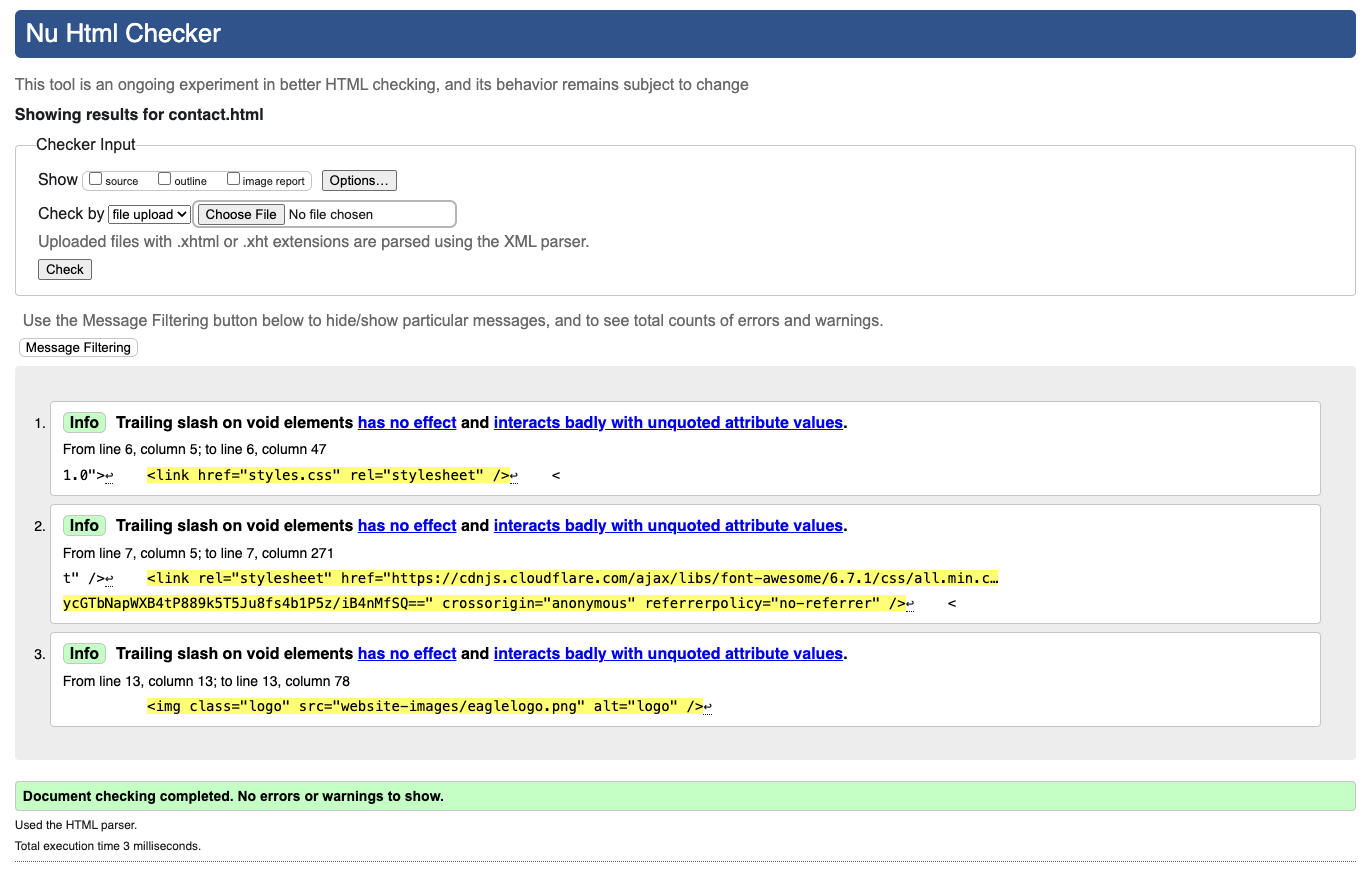 Nu Html Checker
This tool is an ongoing experiment in better HTML checking, and its behavior remains subject to change
Showing results for contact.html
Checker Input
Show source outline image report Options…
Check by file upload Choose File No file chosen
Uploaded files with .xhtml or .xht extensions are parsed using the XML parser.
Check
Use the Message Filtering button below to hide/show particular messages, and to see total counts of errors and warnings.
Message Filtering
1. Info Trailing slash on void elements has no effect and interacts badly with unquoted attribute values.
From line 6, column 5; to line 6, column 47
1.0">↩    <link href="styles.css" rel="stylesheet" />↩    <
2. Info Trailing slash on void elements has no effect and interacts badly with unquoted attribute values.
From line 7, column 5; to line 7, column 271
t" />↩    <link rel="stylesheet" href="https://cdnjs.cloudflare.com/ajax/libs/font-awesome/6.7.1/css/all.min.c…
ycGTbNapWXB4tP889k5T5Ju8fs4b1P5z/iB4nMfSQ==" crossorigin="anonymous" referrerpolicy="no-referrer" />↩    <
3. Info Trailing slash on void elements has no effect and interacts badly with unquoted attribute values.
From line 13, column 13; to line 13, column 78
<img class="logo" src="website-images/eaglelogo.png" alt="logo" />↩
Document checking completed. No errors or warnings to show.
Used the HTML parser.
Total execution time 3 milliseconds.